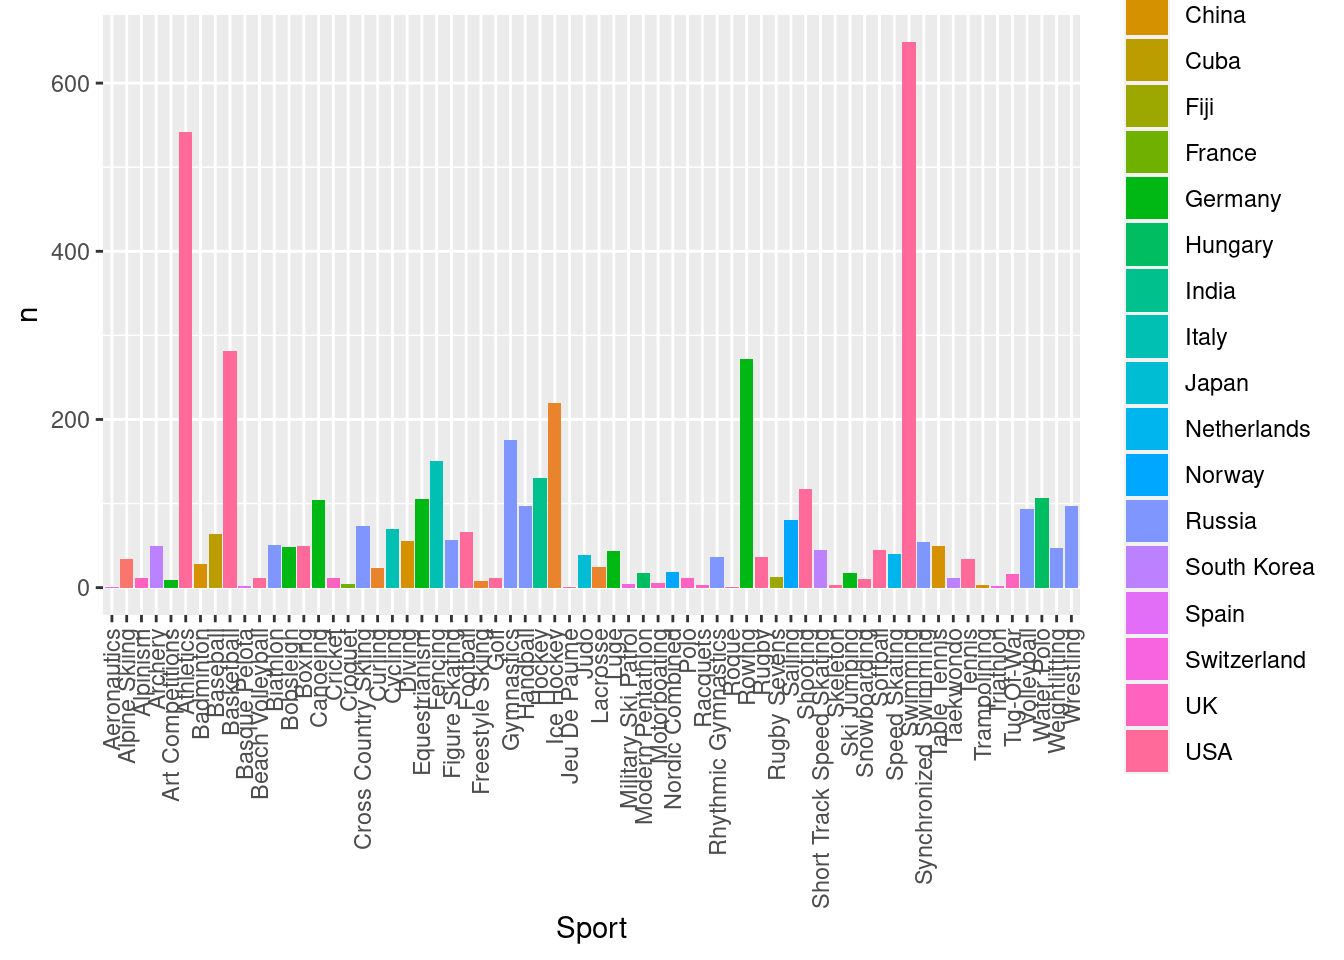 n
600
400
200
0
Aeronautics
Alpine Skiing
Alpinism
Archery
Art Competitions
Athletics
Badminton
Baseball
Basketball
Basque Pelota
Beach Volleyball
Biathlon
Bobsleigh
Boxing
Canoeing
Cricket
Croquet
Cross Country Skiing
Curling
Cycling
Diving
Equestrianism
Fencing
Figure Skating
Football
Freestyle Skiing
Golf
Gymnastics
Handball
Hockey
Ice Hockey
Jeu De Paume
Judo
Lacrosse
Luge
Military Ski Patrol
Modern Pentathlon
Motorboating
Nordic Combined
Polo
Racquets
Rhythmic Gymnastics
Roque
Rowing
Rugby
Rugby Sevens
Sailing
Shooting
Short Track Speed Skating
Skeleton
Ski Jumping
Snowboarding
Softball
Speed Skating
Swimming
Synchronized Swimming
Table Tennis
Taekwondo
Tennis
Trampolining
Triathlon
Tug-Of-War
Volleyball
Water Polo
Weightlifting
Wrestling
Sport
China
Cuba
Fiji
France
Germany
Hungary
India
Italy
Japan
Netherlands
Norway
Russia
South Korea
Spain
Switzerland
UK
USA